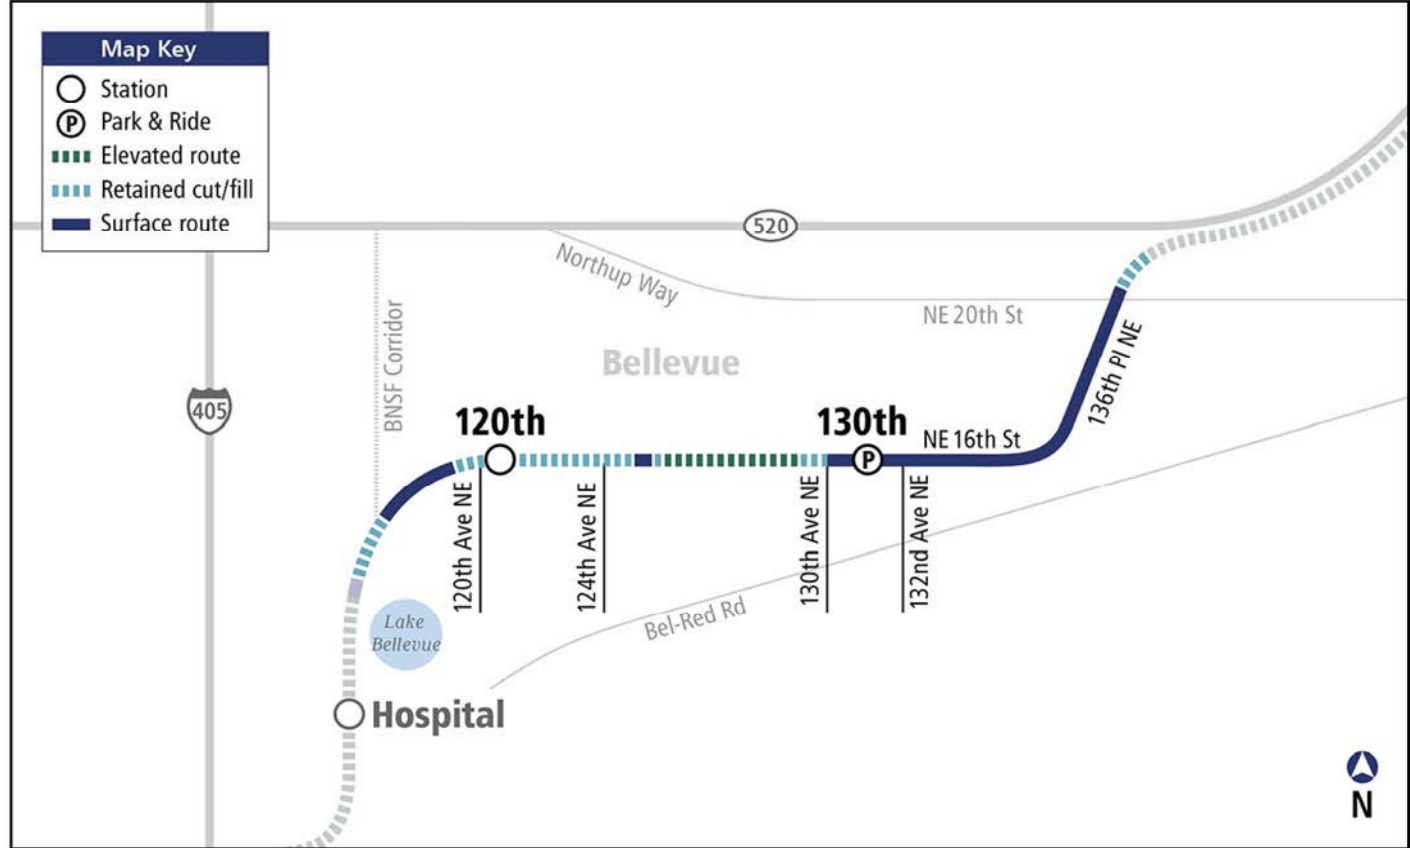 Map Key
Station
P Park & Ride
Elevated route
Retained cut/fill
Surface route
520
Northup Way
NE 20th St
BNSF Corridor
Bellevue
136th Pl NE
405
120th
130th
NE 16th St
P
120th Ave NE
124th Ave NE
130th Ave NE
132nd Ave NE
Lake
Bellevue
Bel-Red Rd
Hospital
N